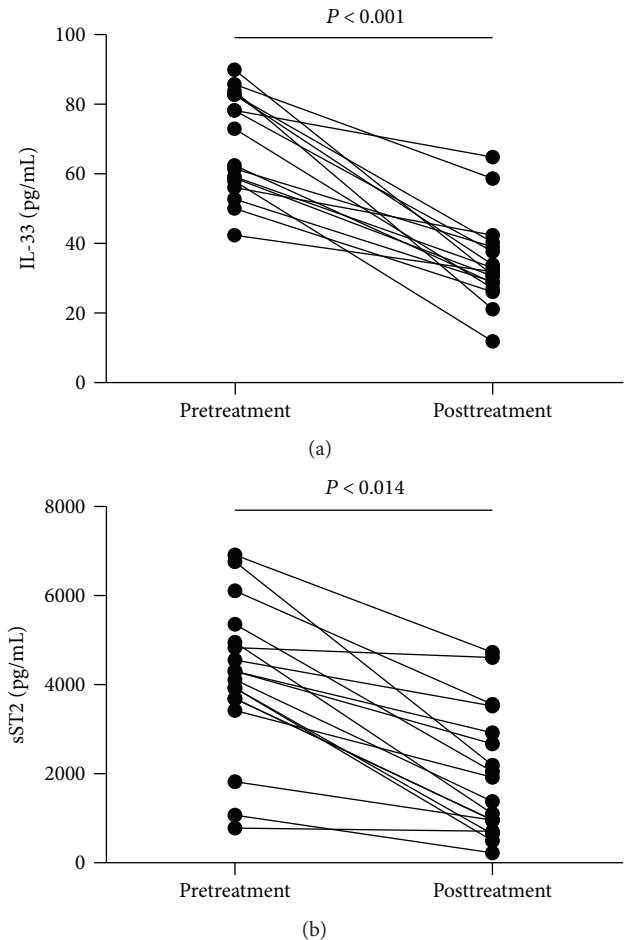 P < 0.001
100
80
60
40
20
0
IL-33 (pg/mL)
Pretreatment
Posttreatment
(a)
P < 0.014
8000
6000
4000
2000
0
sST2 (pg/mL)
Pretreatment
Posttreatment
(b)